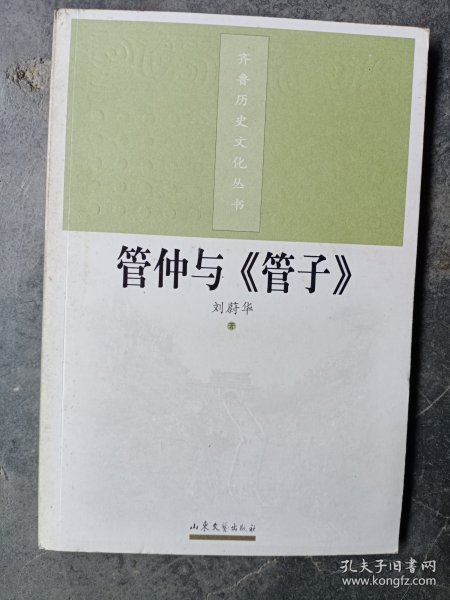 齐鲁历史文化丛书
管仲与《管子》
刘蔚华
著
山东文艺出版社
孔夫子旧书网
www.kongfz.com